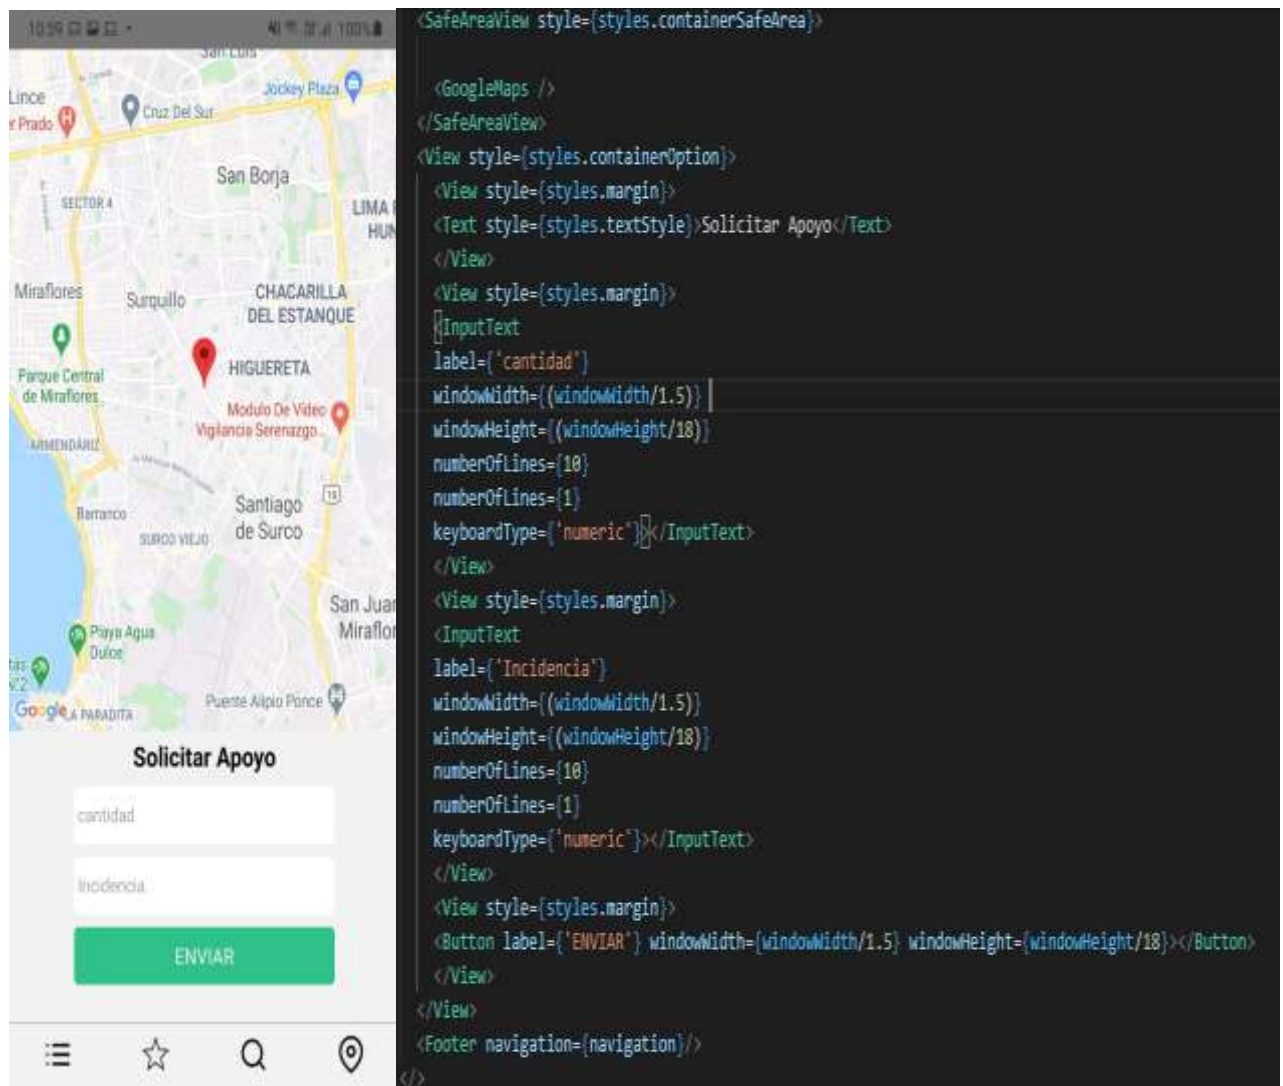 10:59
100%
San Luis
Jockey Plaza
Lince
Prado
Cruz Del Sur
San Borja
SECTOR 4
LIMA
HUN
Miraflores
Surquillo
CHACARILLA
DEL ESTANQUE
HIGUERETA
Parque Central
de Miraflores
Modulo De Video
Vigilancia Serenazgo...
ARMENDÁRIZ
Barranco
Santiago
de Surco
SURCO VIEJO
San Juan
Miraflor
Playa Agua
Dulce
Puente Alipio Ponce
Google
LA PARADITA
Solicitar Apoyo
cantidad
Incidencia
ENVIAR
<SafeAreaView style={styles.containerSafeArea}>
<GoogleMaps />
</SafeAreaView>
<View style={styles.containerOption}>
<View style={styles.margin}>
<Text style={styles.textStyle}>Solicitar Apoyo</Text>
</View>
<View style={styles.margin}>
<InputText
label={'cantidad'}
windowWidth={(windowWidth/1.5)}
windowHeight={(windowHeight/18)}
numberOfLines={10}
numberOfLines={1}
keyboardType={'numeric'}></InputText>
</View>
<View style={styles.margin}>
<InputText
label={'Incidencia'}
windowWidth={(windowWidth/1.5)}
windowHeight={(windowHeight/18)}
numberOfLines={10}
numberOfLines={1}
keyboardType={'numeric'}></InputText>
</View>
<View style={styles.margin}>
<Button label={'ENVIAR'} windowWidth={windowWidth/1.5} windowHeight={windowHeight/18}></Button>
</View>
</View>
<Footer navigation={navigation}/>
</>